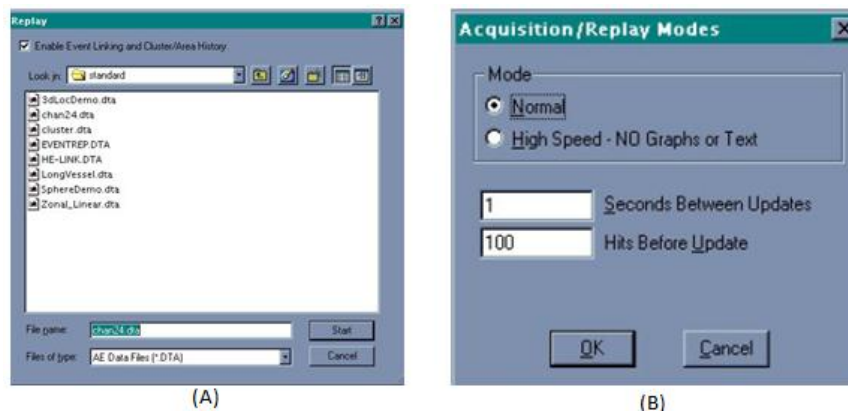 Replay
Enable Event Linking and Cluster/Area History
Look in: standard
3dLocDemo.dta
chan24.dta
cluster.dta
EVENTREP.DTA
HE-LINK.DTA
LongVessel.dta
SphereDemo.dta
Zonal_Linear.dta
File name: chan24.dta Start
Files of type: AE Data Files (*.DTA) Cancel
(A)
Acquisition/Replay Modes
Mode
Normal
High Speed - NO Graphs or Text
1 Seconds Between Updates
100 Hits Before Update
OK Cancel
(B)